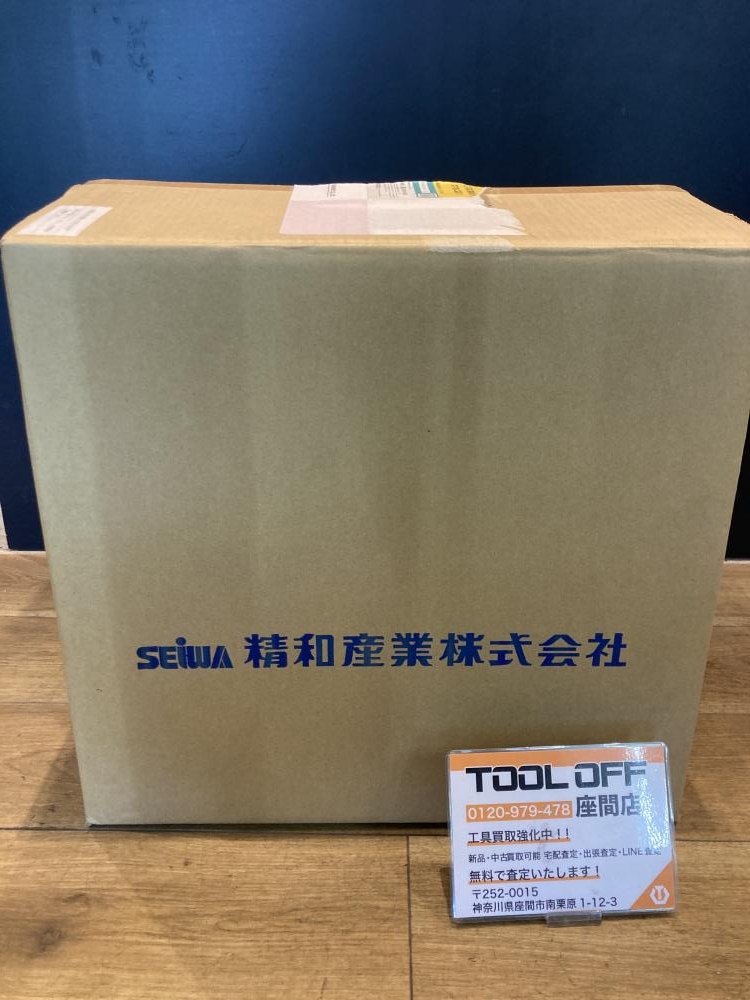 SEIWA 精和産業株式会社
TOOL OFF
0120-979-478 座間店
工具買取強化中!!
新品・中古買取可能 宅配査定・出張査定・LINE査定
無料で査定いたします!
〒252-0015
神奈川県座間市南栗原1-12-3